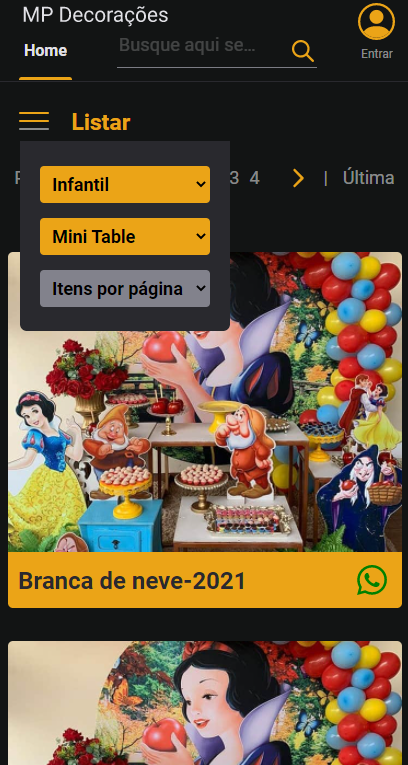 MP Decorações
Home
Busque aqui se...
Entrar
Listar
P
3 4 > | Última
Infantil
Mini Table
Itens por página
Branca de neve-2021